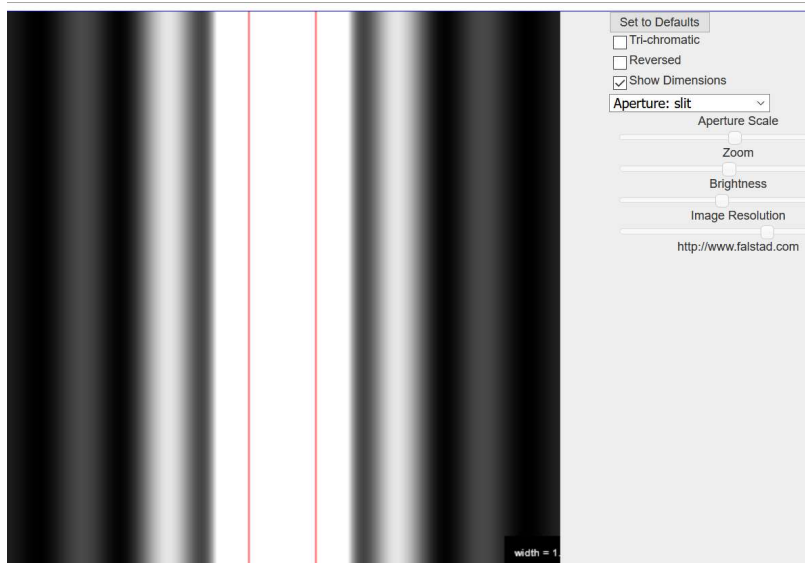 Set to Defaults
Tri-chromatic
Reversed
Show Dimensions
Aperture: slit
Aperture Scale
Zoom
Brightness
Image Resolution
http://www.falstad.com
width = 1.